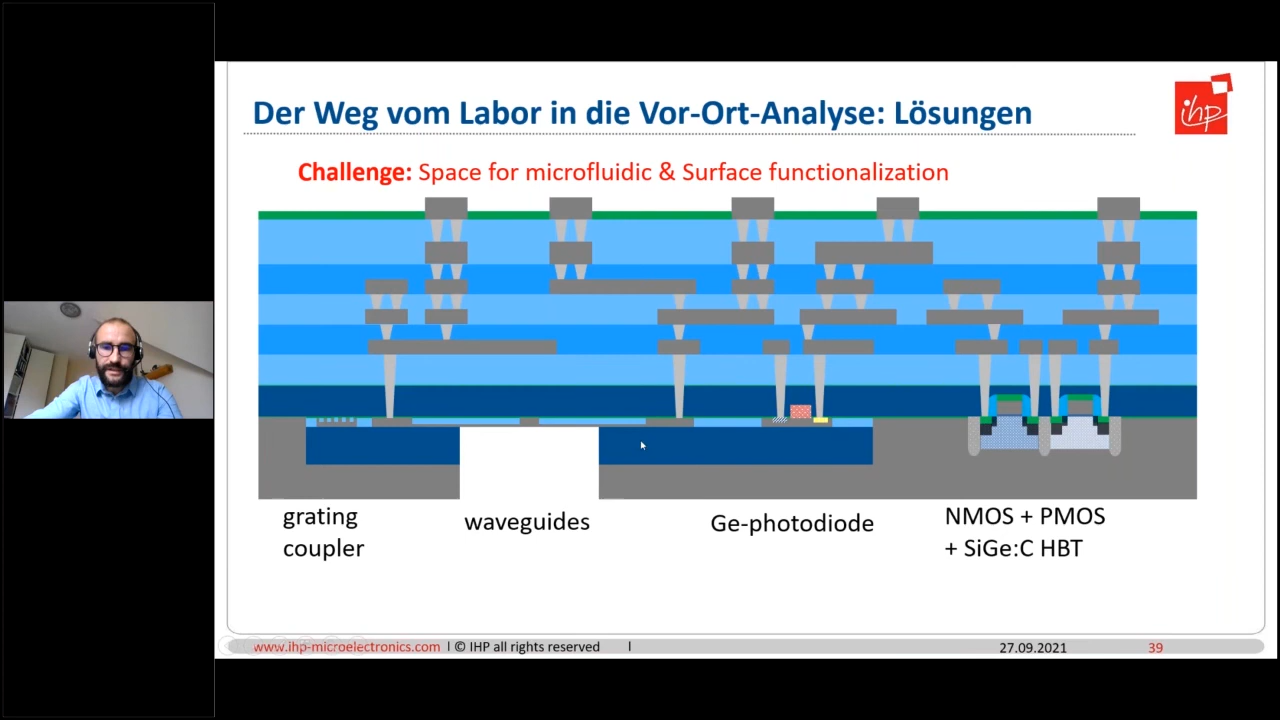 Der Weg vom Labor in die Vor-Ort-Analyse: Lösungen
ihp
Challenge: Space for microfluidic & Surface functionalization
grating
coupler
waveguides
Ge-photodiode
NMOS + PMOS
+ SiGe:C HBT
www.ihp-microelectronics.com | © IHP all rights reserved |
27.09.2021
39